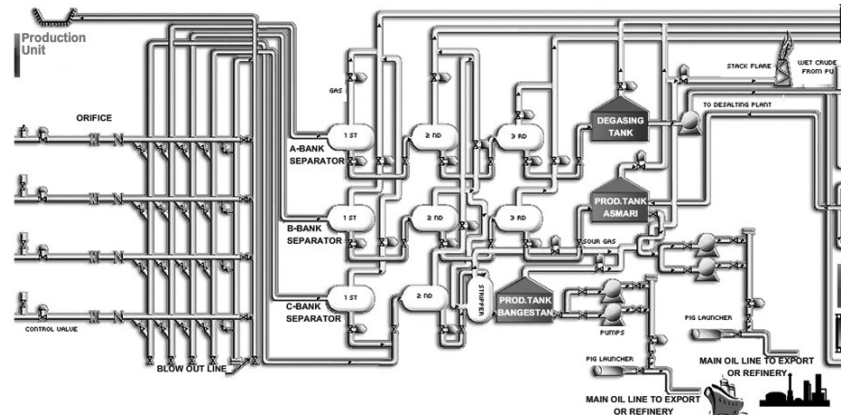 Production
Unit
ORIFICE
GAS
STACK FLARE
WET CRUDE
FROM PU
TO DESALTING PLANT
A-BANK
SEPARATOR
1 ST
2 ND
3 RD
DEGASING
TANK
B-BANK
SEPARATOR
1 ST
2 ND
3 RD
PROD.TANK
ASMARI
SOUR GAS
C-BANK
SEPARATOR
1 ST
2 ND
STRIPPER
PROD.TANK
BANGESTAN
CONTROL VALUE
PUMPS
PIG LAUNCHER
BLOW OUT LINE
PIG LAUNCHER
MAIN OIL LINE TO EXPORT
OR REFINERY
MAIN OIL LINE TO EXPORT
OR REFINERY